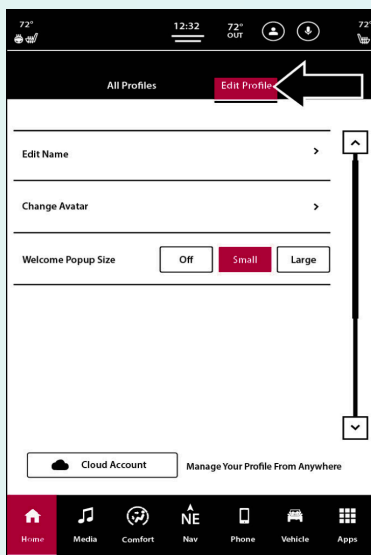 72°
12:32
72°
OUT
72°
All Profiles
Edit Profile
Edit Name
Change Avatar
Welcome Popup Size
Off
Small
Large
Cloud Account
Manage Your Profile From Anywhere
NE
Home
Media
Comfort
Nav
Phone
Vehicle
Apps